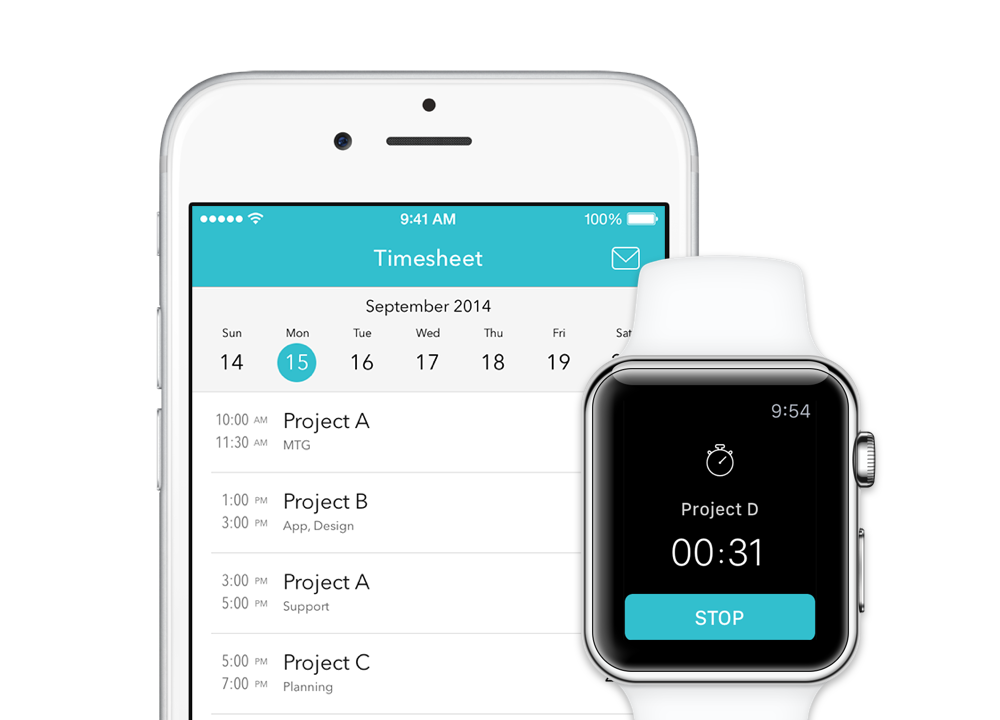 9:41 AM 100%
Timesheet
September 2014
Sun Mon Tue Wed Thu Fri
14 15 16 17 18 19
10:00 AM Project A
11:30 AM MTG
1:00 PM Project B
3:00 PM App, Design
3:00 PM Project A
5:00 PM Support
5:00 PM Project C
7:00 PM Planning
9:54
Project D
00:31
STOP